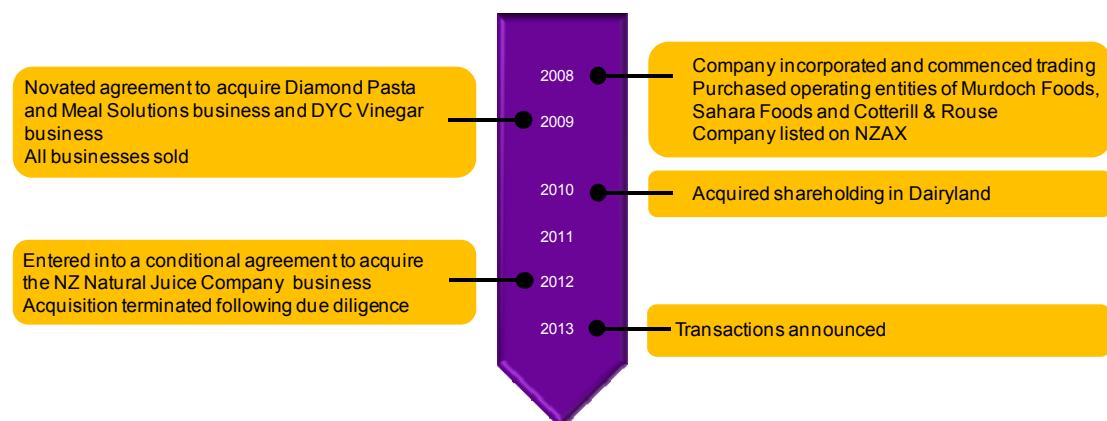 2008
Company incorporated and commenced trading
Purchased operating entities of Murdoch Foods,
Sahara Foods and Cotterill & Rouse
Company listed on NZAX
Novated agreement to acquire Diamond Pasta
and Meal Solutions business and DYC Vinegar
business
All businesses sold
2009
2010
Acquired shareholding in Dairyland
2011
Entered into a conditional agreement to acquire
the NZ Natural Juice Company business
Acquisition terminated following due diligence
2012
2013
Transactions announced